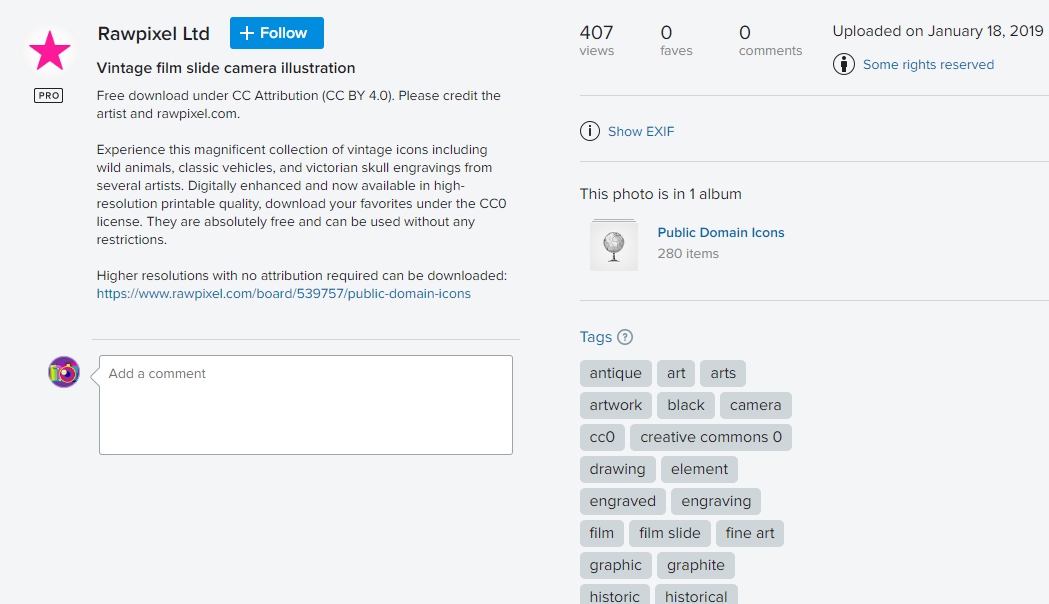 Rawpixel Ltd
+ Follow
PRO
Vintage film slide camera illustration
Free download under CC Attribution (CC BY 4.0). Please credit the
artist and rawpixel.com.
Experience this magnificent collection of vintage icons including
wild animals, classic vehicles, and victorian skull engravings from
several artists. Digitally enhanced and now available in high-
resolution printable quality, download your favorites under the CC0
license. They are absolutely free and can be used without any
restrictions.
Higher resolutions with no attribution required can be downloaded:
https://www.rawpixel.com/board/539757/public-domain-icons
Add a comment
407 0 0
views faves comments
Uploaded on January 18, 2019
Some rights reserved
i Show EXIF
This photo is in 1 album
Public Domain Icons
280 items
Tags ?
antique art arts
artwork black camera
cc0 creative commons 0
drawing element
engraved engraving
film film slide fine art
graphic graphite
historic historical